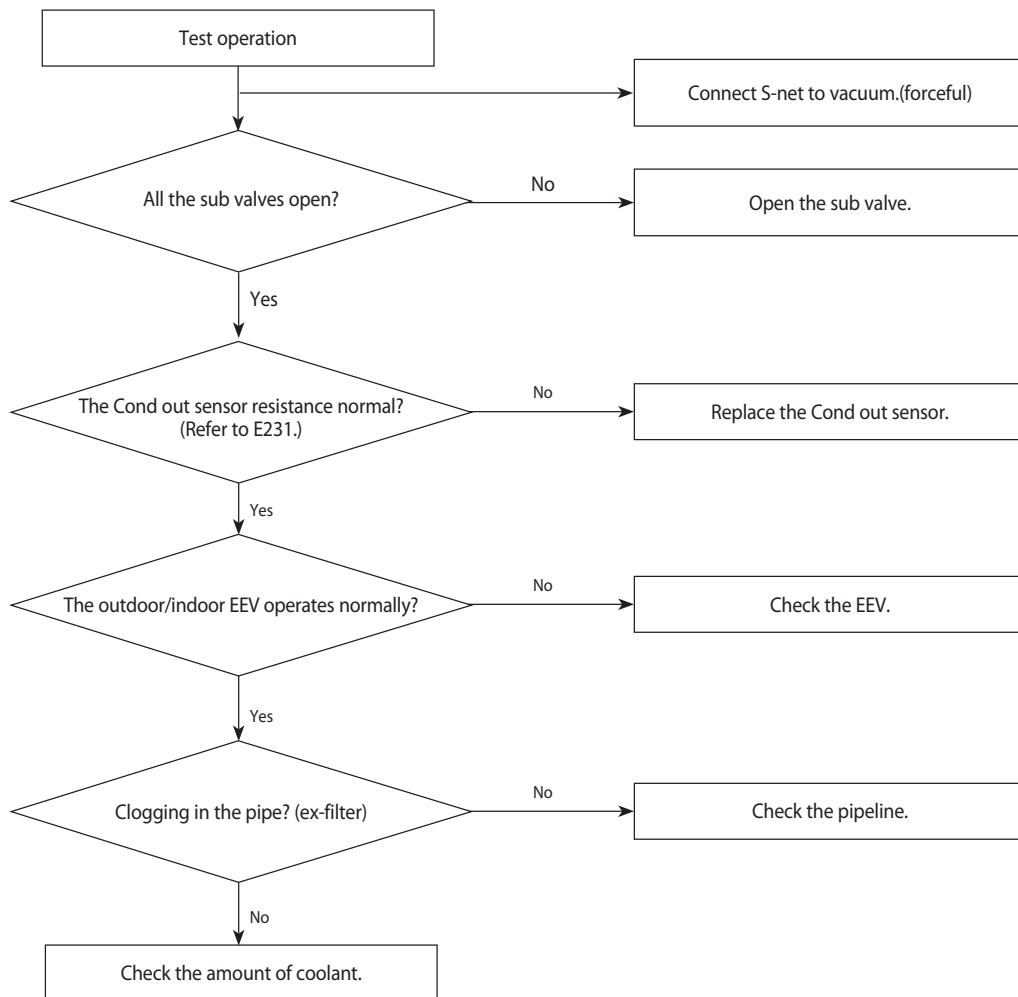 Test operation
Connect S-net to vacuum.(forceful)
All the sub valves open?
No
Open the sub valve.
Yes
The Cond out sensor resistance normal?
(Refer to E231.)
No
Replace the Cond out sensor.
Yes
The outdoor/indoor EEV operates normally?
No
Check the EEV.
Yes
Clogging in the pipe? (ex-filter)
No
Check the pipeline.
No
Check the amount of coolant.